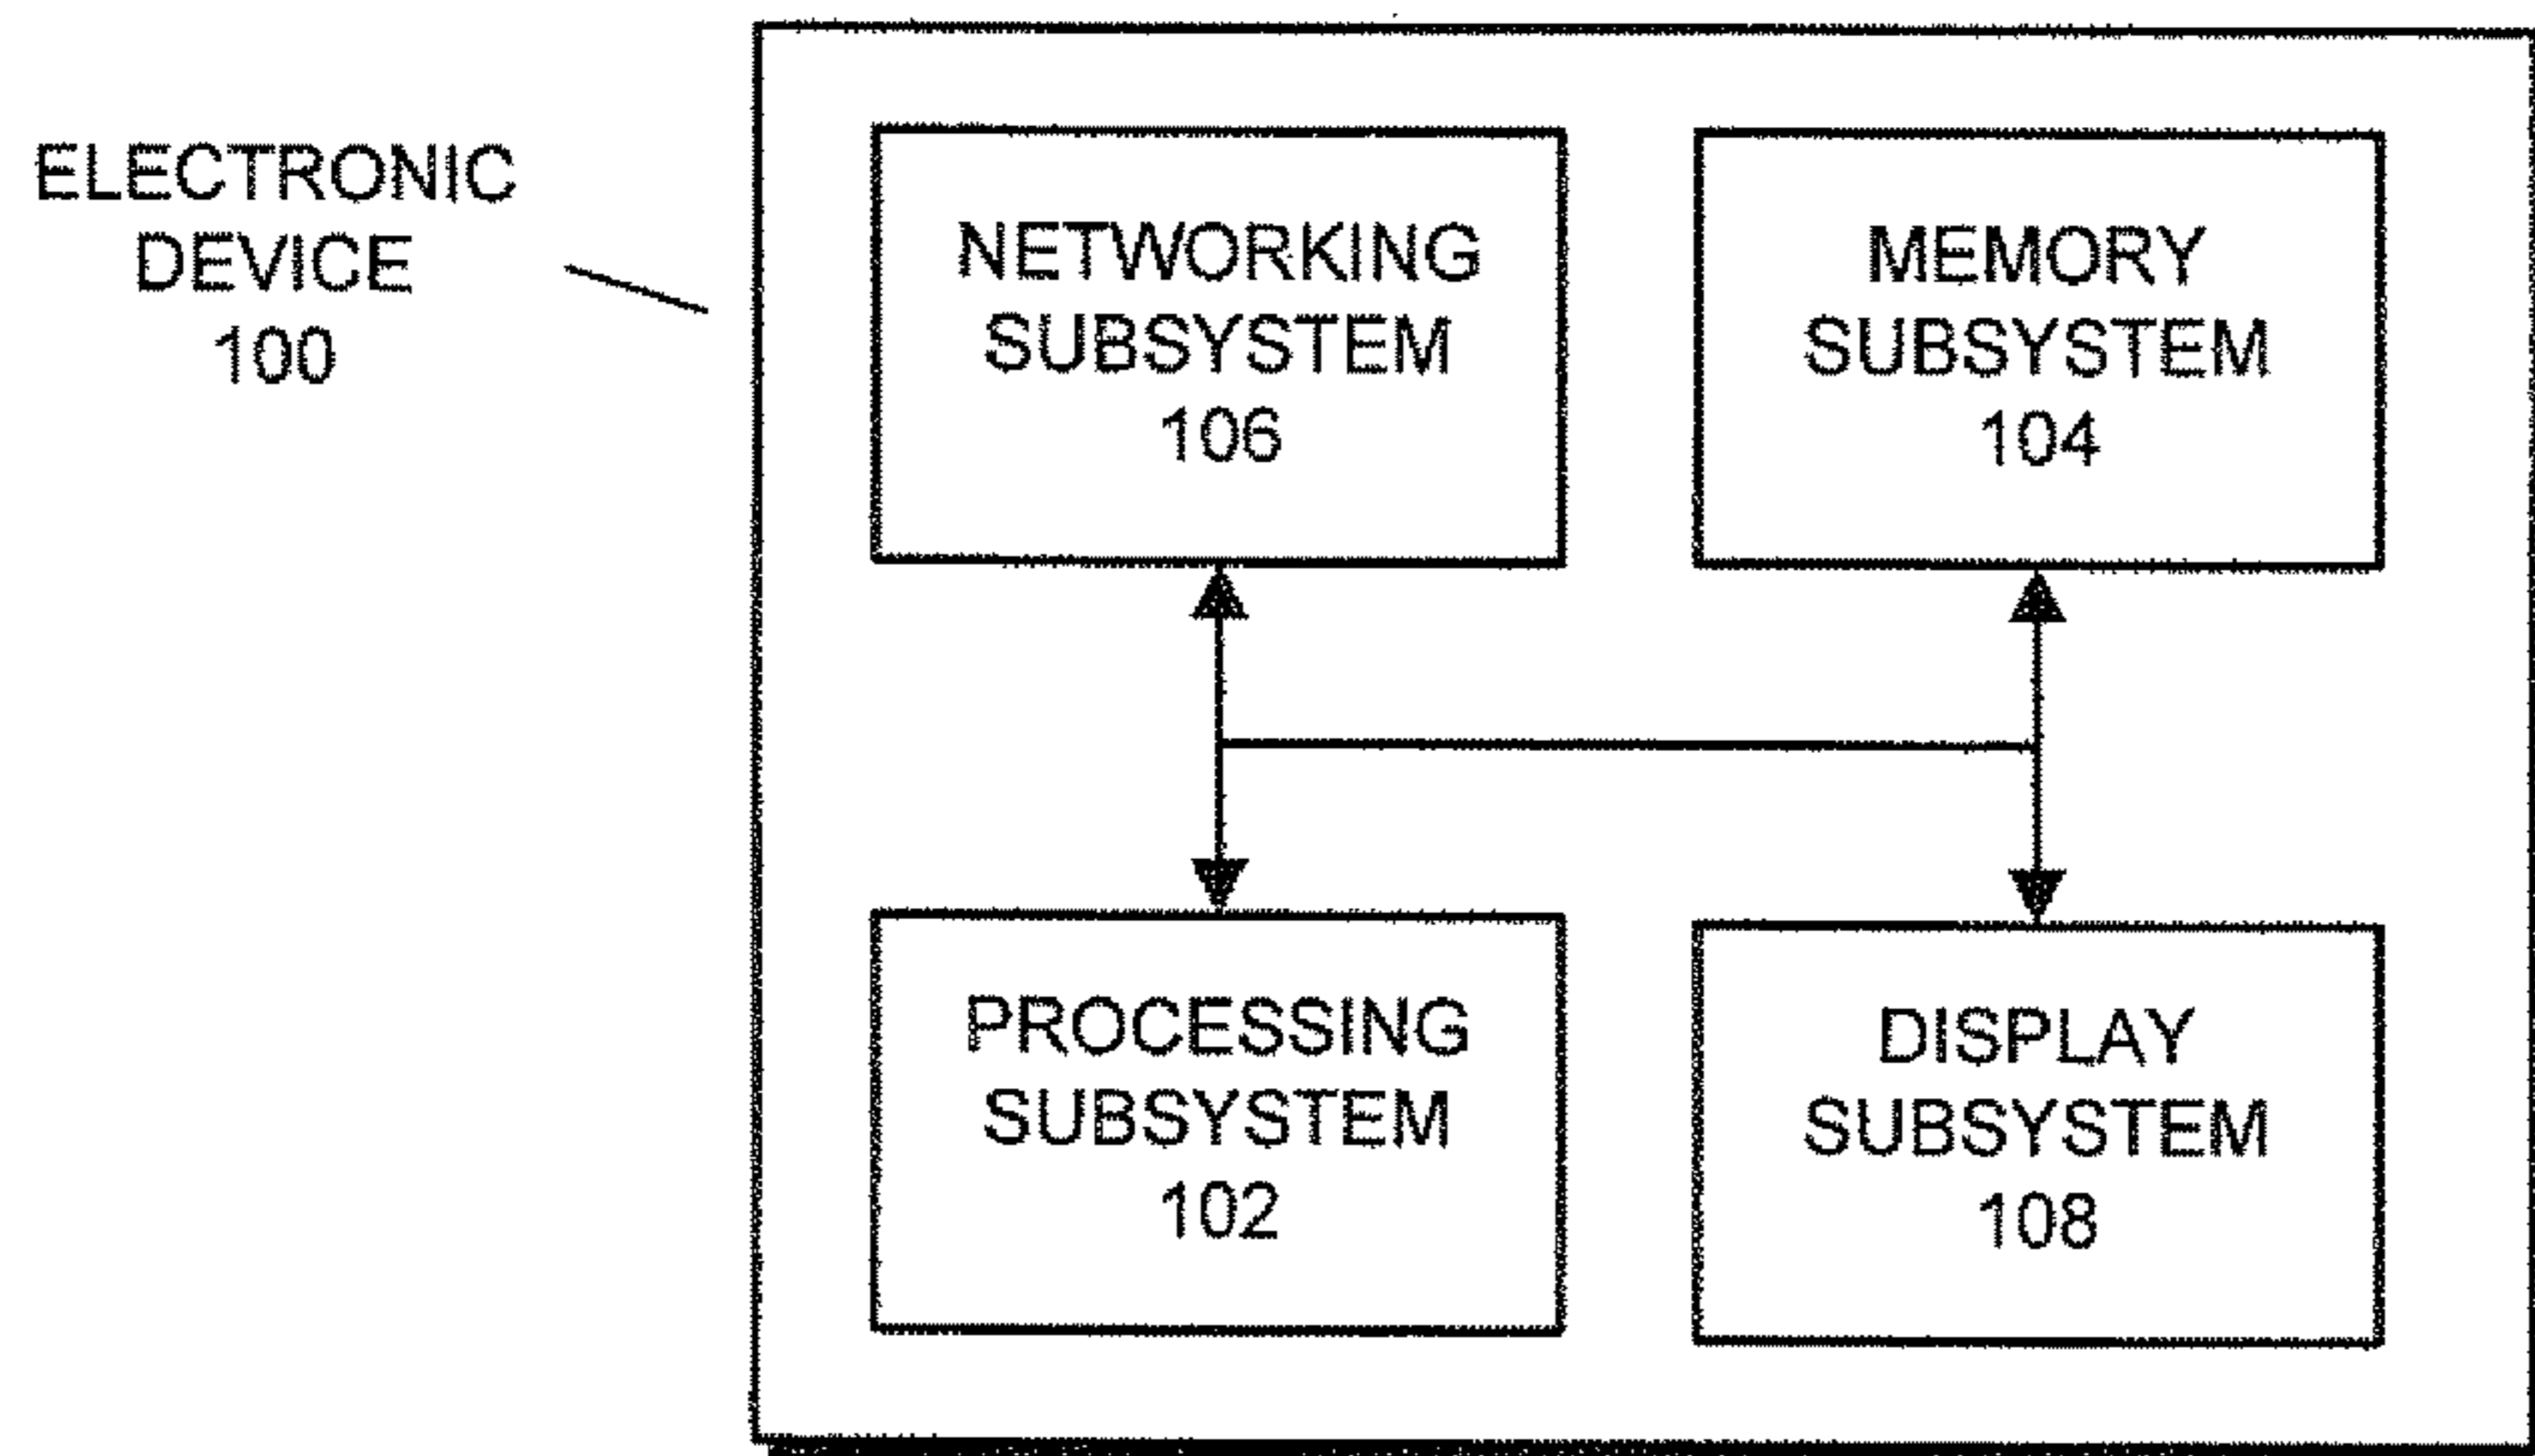 ELECTRONIC
DEVICE
100
NETWORKING
SUBSYSTEM
106
MEMORY
SUBSYSTEM
104
PROCESSING
SUBSYSTEM
102
DISPLAY
SUBSYSTEM
108